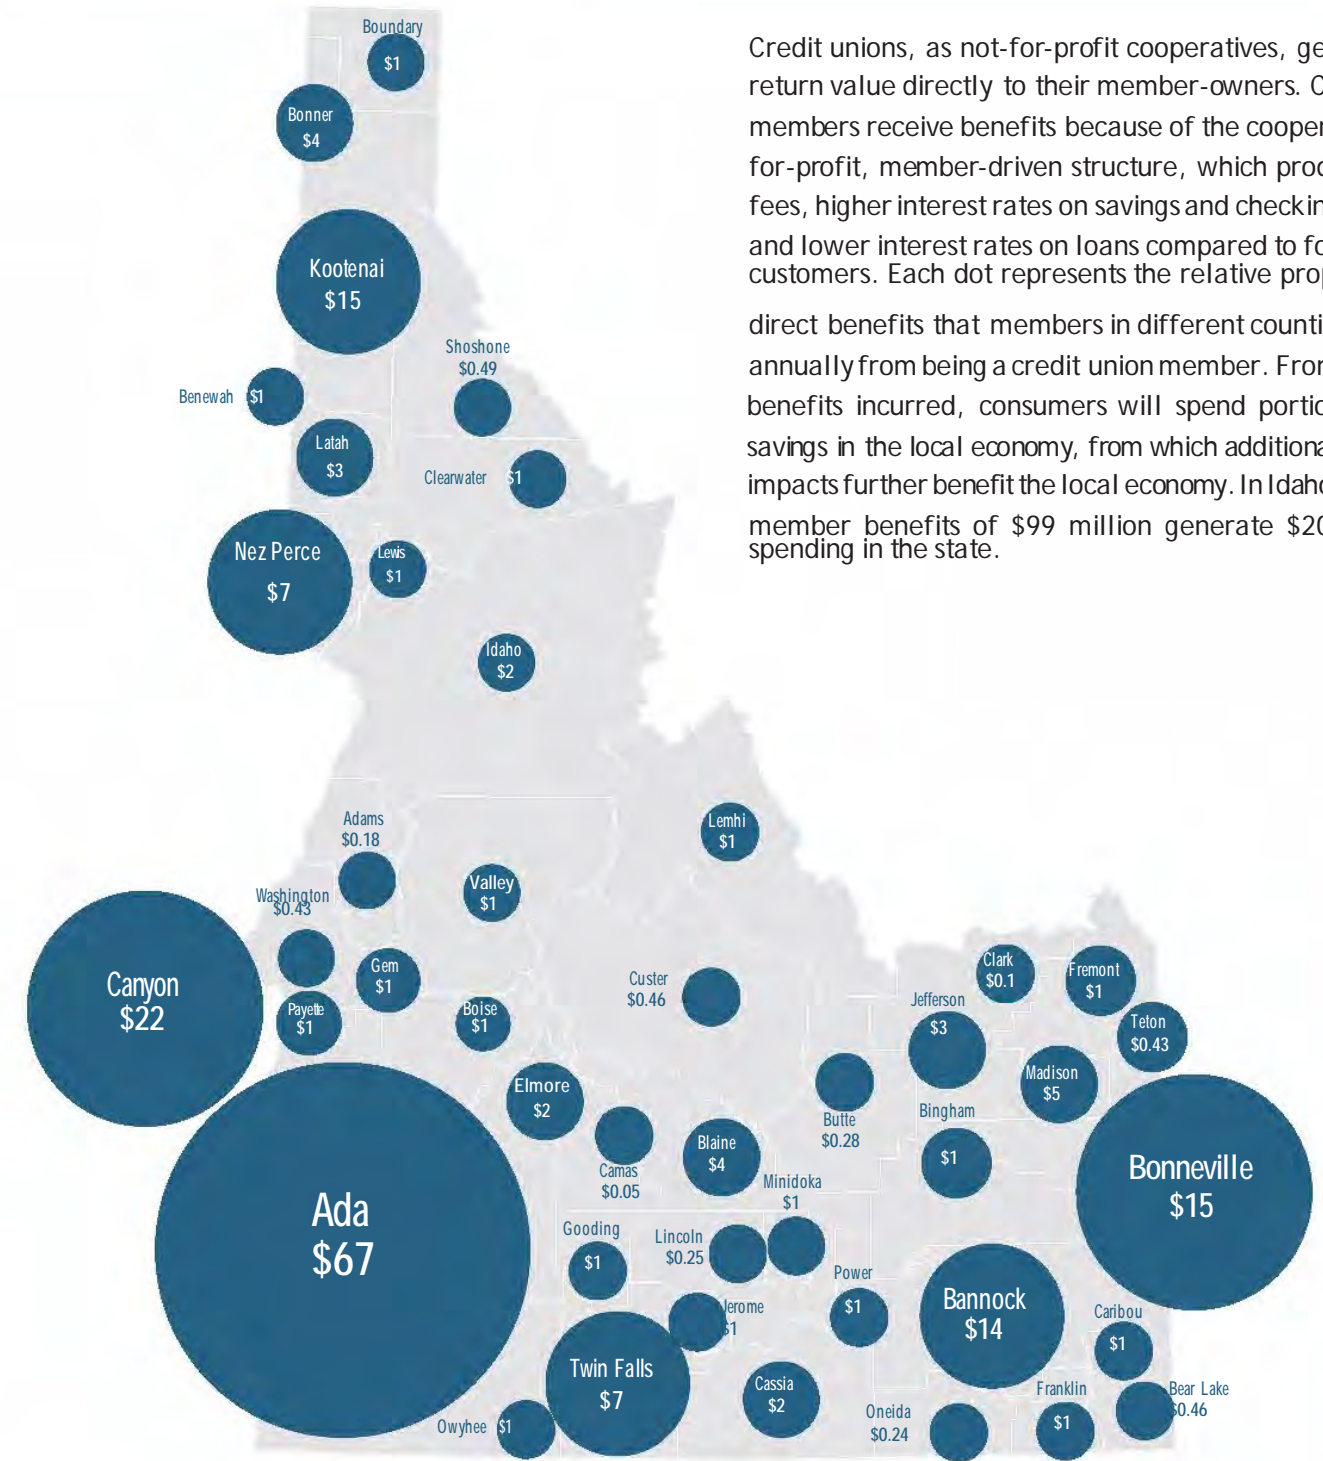 Credit unions, as not-for-profit cooperatives, ge
return value directly to their member-owners. C
members receive benefits because of the cooper
for-profit, member-driven structure, which prod
fees, higher interest rates on savings and checkin
and lower interest rates on loans compared to fo
customers. Each dot represents the relative prop
direct benefits that members in different counti
annually from being a credit union member. From
benefits incurred, consumers will spend portio
savings in the local economy, from which additiona
impacts further benefit the local economy. In Idaho
member benefits of $99 million generate $20
spending in the state.
Boundary
$1
Bonner
$4
Kootenai
$15
Shoshone
$0.49
Benewah $1
Latah
$3
Clearwater $1
Nez Perce
$7
Lewis
$1
Idaho
$2
Lemhi
$1
Adams
$0.18
Valley
$1
Washington
$0.43
Canyon
$22
Gem
$1
Payette
$1
Boise
$1
Custer
$0.46
Clark
$0.1
Fremont
$1
Jefferson
$3
Teton
$0.43
Madison
$5
Elmore
$2
Butte
$0.28
Bingham
$1
Camas
$0.05
Blaine
$4
Minidoka
$1
Bonneville
$15
Ada
$67
Gooding
$1
Lincoln
$0.25
Power
$1
Jerome
$1
Bannock
$14
Caribou
$1
Twin Falls
$7
Cassia
$2
Owyhee $1
Oneida
$0.24
Franklin
$1
Bear Lake
$0.46